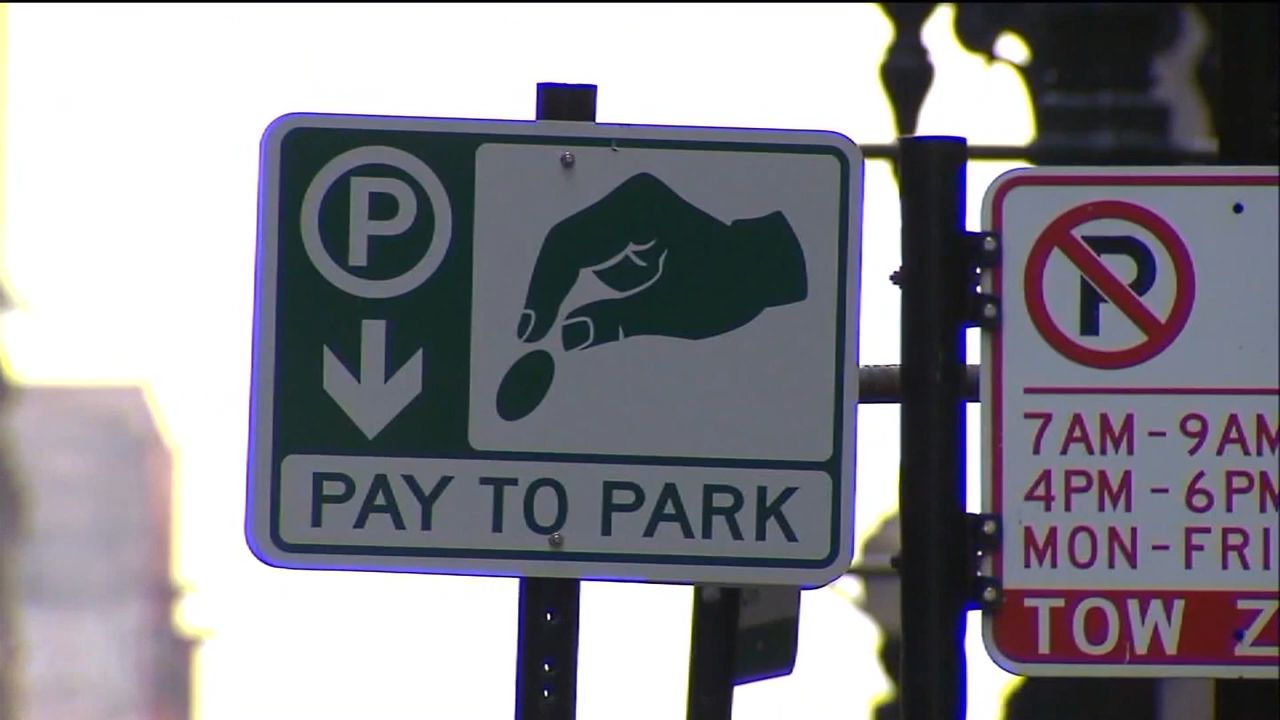 P
PAY TO PARK
P
7AM-9AM
4PM-6PM
MON-FRI
TOW